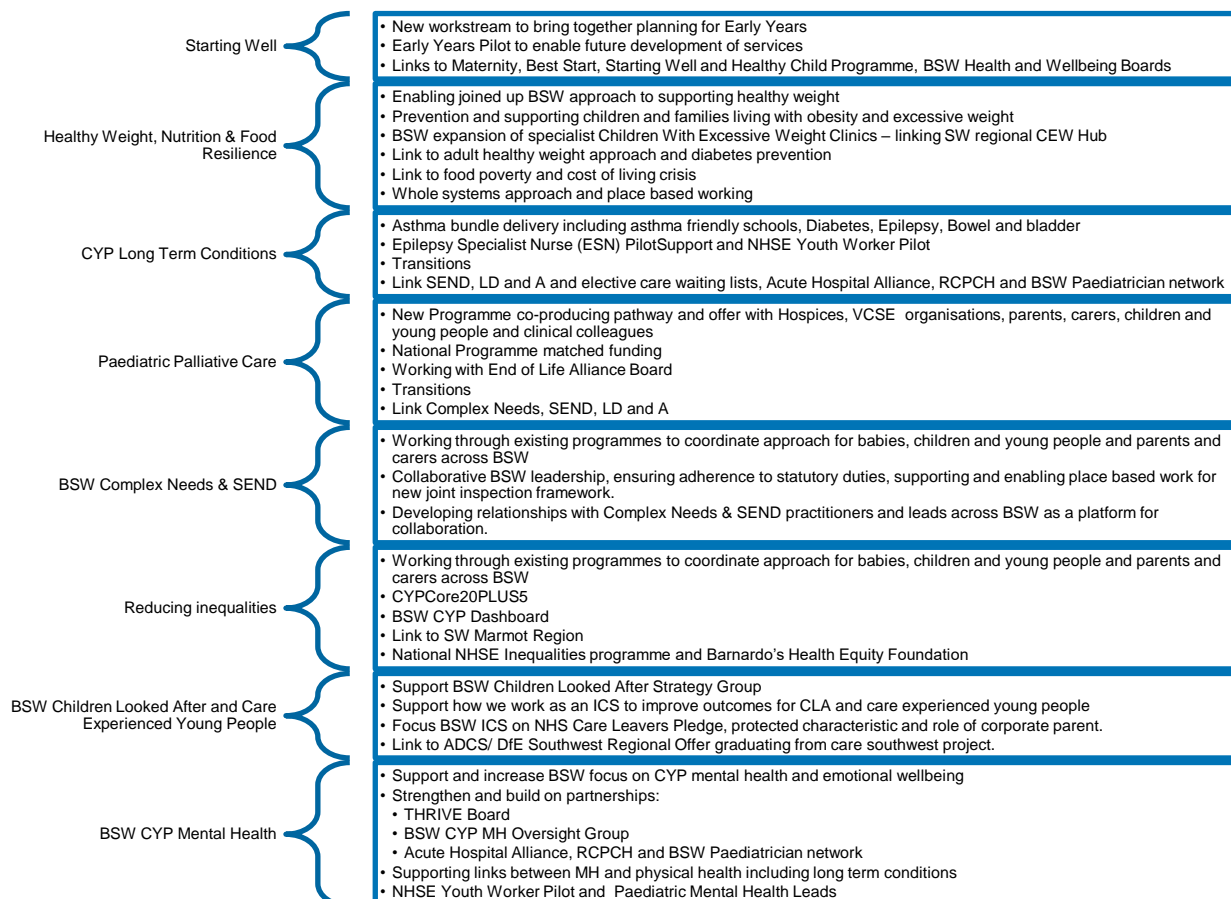 Starting Well
• New workstream to bring together planning for Early Years
• Early Years Pilot to enable future development of services
• Links to Maternity, Best Start, Starting Well and Healthy Child Programme, BSW Health and Wellbeing Boards
Healthy Weight, Nutrition & Food
Resilience
• Enabling joined up BSW approach to supporting healthy weight
• Prevention and supporting children and families living with obesity and excessive weight
• BSW expansion of specialist Children With Excessive Weight Clinics – linking SW regional CEW Hub
• Link to adult healthy weight approach and diabetes prevention
• Link to food poverty and cost of living crisis
• Whole systems approach and place based working
CYP Long Term Conditions
• Asthma bundle delivery including asthma friendly schools, Diabetes, Epilepsy, Bowel and bladder
• Epilepsy Specialist Nurse (ESN) PilotSupport and NHSE Youth Worker Pilot
• Transitions
• Link SEND, LD and A and elective care waiting lists, Acute Hospital Alliance, RCPCH and BSW Paediatrician network
Paediatric Palliative Care
• New Programme co-producing pathway and offer with Hospices, VCSE organisations, parents, carers, children and
young people and clinical colleagues
• National Programme matched funding
• Working with End of Life Alliance Board
• Transitions
• Link Complex Needs, SEND, LD and A
BSW Complex Needs & SEND
• Working through existing programmes to coordinate approach for babies, children and young people and parents and
carers across BSW
• Collaborative BSW leadership, ensuring adherence to statutory duties, supporting and enabling place based work for
new joint inspection framework.
• Developing relationships with Complex Needs & SEND practitioners and leads across BSW as a platform for
collaboration.
Reducing inequalities
• Working through existing programmes to coordinate approach for babies, children and young people and parents and
carers across BSW
• CYPCore20PLUS5
• BSW CYP Dashboard
• Link to SW Marmot Region
• National NHSE Inequalities programme and Barnardo's Health Equity Foundation
BSW Children Looked After and Care
Experienced Young People
• Support BSW Children Looked After Strategy Group
• Support how we work as an ICS to improve outcomes for CLA and care experienced young people
• Focus BSW ICS on NHS Care Leavers Pledge, protected characteristic and role of corporate parent.
• Link to ADCS/ DfE Southwest Regional Offer graduating from care southwest project.
BSW CYP Mental Health
• Support and increase BSW focus on CYP mental health and emotional wellbeing
• Strengthen and build on partnerships:
• THRIVE Board
• BSW CYP MH Oversight Group
• Acute Hospital Alliance, RCPCH and BSW Paediatrician network
• Supporting links between MH and physical health including long term conditions
• NHSE Youth Worker Pilot and Paediatric Mental Health Leads